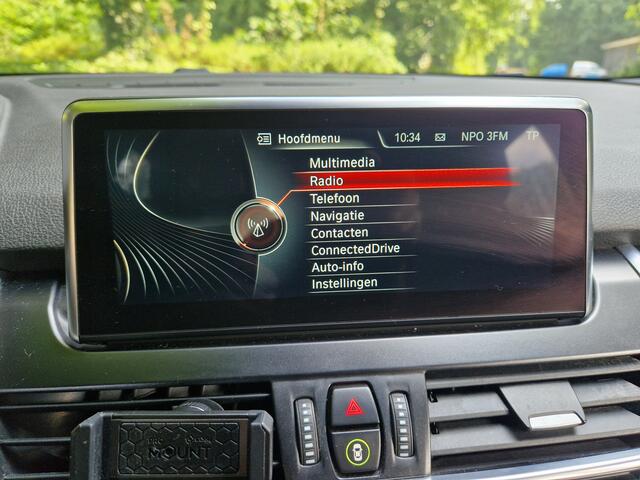 Hoofdmenu 10:34 NPO 3FM TP
Multimedia
Radio
Telefoon
Navigatie
Contacten
ConnectedDrive
Auto-info
Instellingen
MOUNT